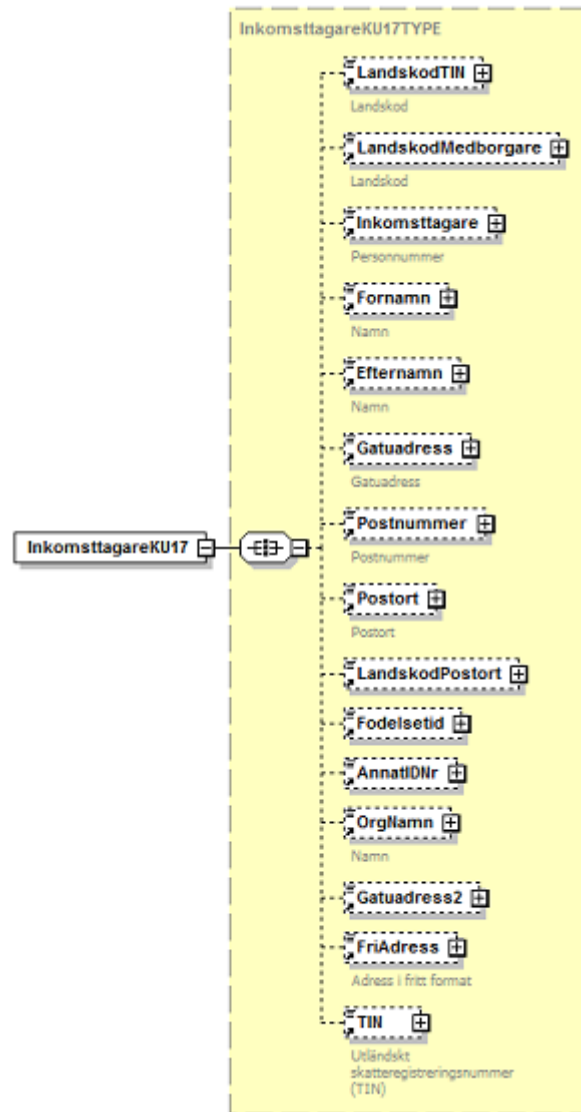 InkomsttagareKU17TYPE
LandskodTIN
Landskod
LandskodMedborgare
Landskod
Inkomsttagare
Personnummer
Fornamn
Namn
Efternamn
Namn
Gatuadress
Gatuadress
InkomsttagareKU17
Postnummer
Postnummer
Postort
Postort
LandskodPostort
Fodelsetid
AnnatIDNr
OrgNamn
Namn
Gatuadress2
FriAdress
Adress i fritt format
TIN
Utländskt
skatteregistreringsnummer
(TIN)